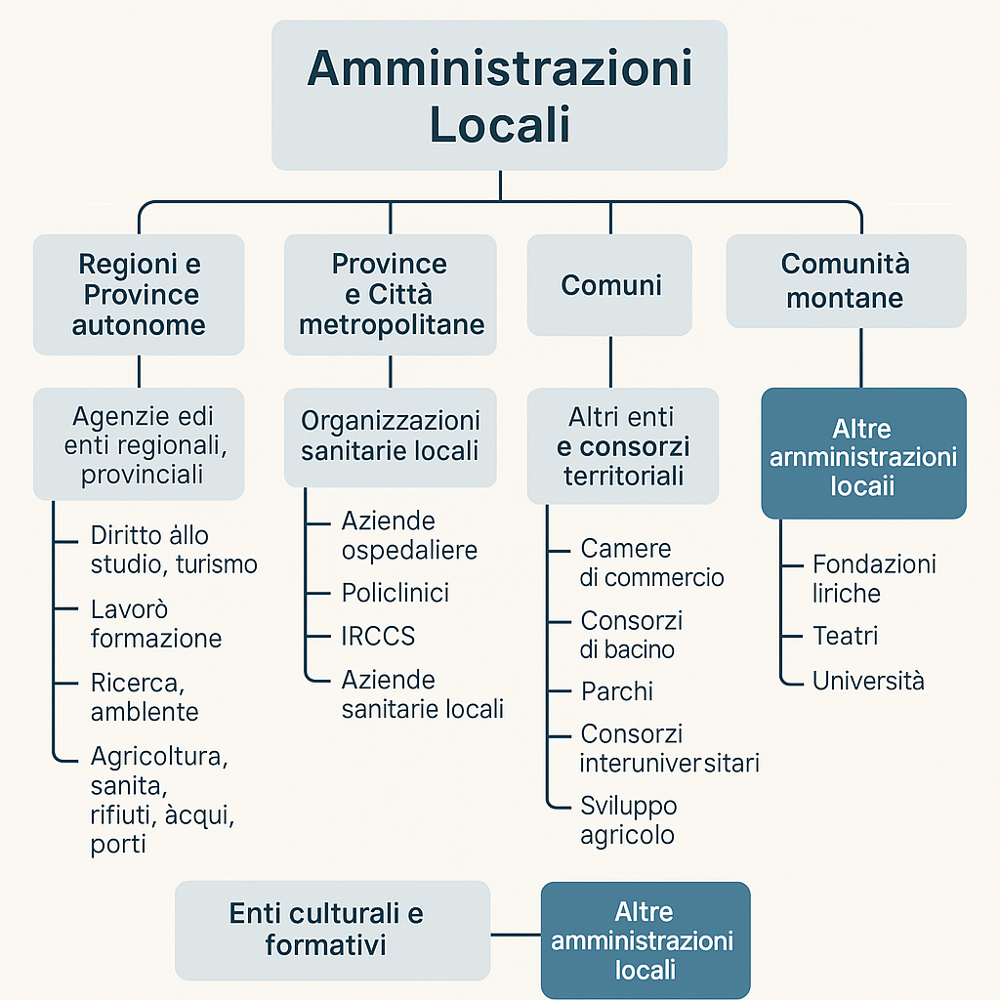 Amministrazioni
Locali
Regioni e
Province
autonome
Province
e Città
metropolitane
Comuni
Comunità
montane
Agenzie edi
enti regionali,
provinciali
Diritto àllo
studio, turismo
Lavorò
formazione
Ricerca,
ambiente
Agricoltura,
sanita,
rifiuti, àcqui,
porti
Organizzazioni
sanitarie locali
Aziende
ospedaliere
Policlinici
IRCCS
Aziende
sanitarie locali
Altri enti
e consorzi
territoriali
Camere
di commercio
Consorzi
di bacino
Parchi
Consorzi
interuniversitari
Sviluppo
agricolo
Altre
arnministrazioni
locaii
Fondazioni
liriche
Teatri
Università
Enti culturali e
formativi
Altre
amministrazioni
locali